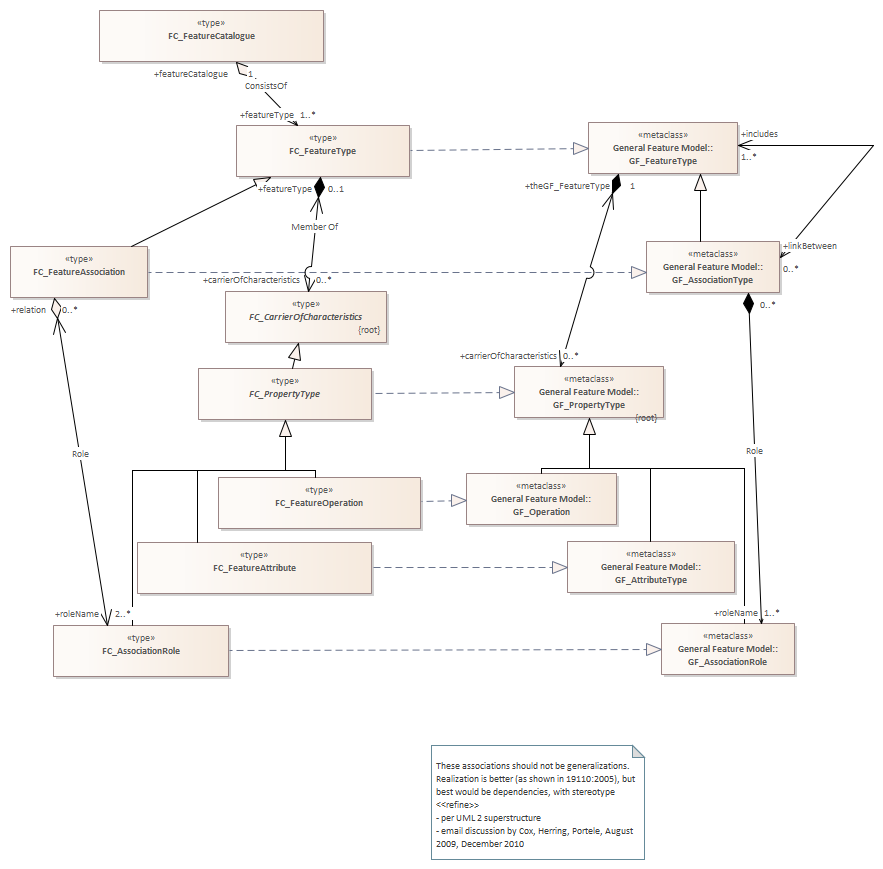 «type»
FC_FeatureCatalogue
+featureCatalogue 1
ConsistsOf
+featureType 1..*
«type»
FC_FeatureType
«metaclass»
General Feature Model::
GF_FeatureType
+includes
1..*
+featureType 0..1
+theGF_FeatureType 1
Member Of
«type»
FC_FeatureAssociation
«metaclass»
General Feature Model::
GF_AssociationType
+linkBetween
0..*
+carrierOfCharacteristics 0..*
+relation 0..*
0..*
«type»
FC_CarrierOfCharacteristics
{root}
+carrierOfCharacteristics 0..*
«type»
FC_PropertyType
«metaclass»
General Feature Model::
GF_PropertyType
{root}
Role
Role
«type»
FC_FeatureOperation
«metaclass»
General Feature Model::
GF_Operation
«type»
FC_FeatureAttribute
«metaclass»
General Feature Model::
GF_AttributeType
+roleName 2..*
+roleName 1..*
«type»
FC_AssociationRole
«metaclass»
General Feature Model::
GF_AssociationRole
These associations should not be generalizations.
Realization is better (as shown in 19110:2005), but
best would be dependencies, with stereotype
<<refine>>
- per UML 2 superstructure
- email discussion by Cox, Herring, Portele, August
2009, December 2010